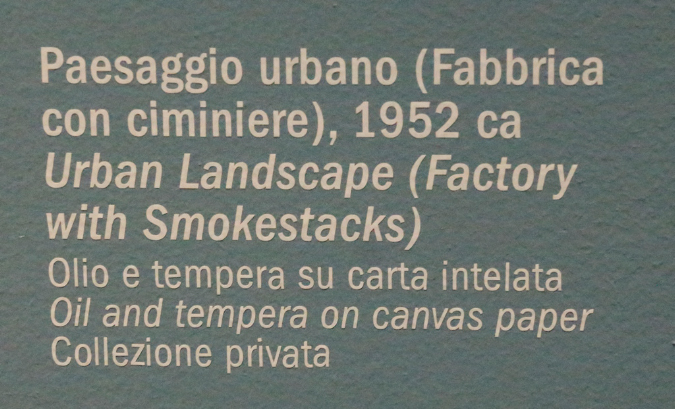 Paesaggio urbano (Fabbrica
con ciminiere), 1952 ca
Urban Landscape (Factory
with Smokestacks)
Olio e tempera su carta intelata
Oil and tempera on canvas paper
Collezione privata